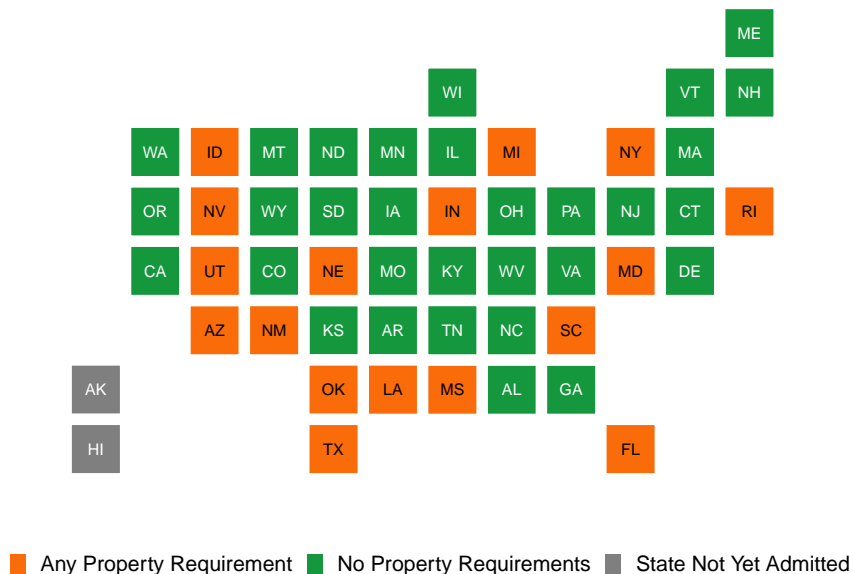 ME
WI VT NH
WA ID MT ND MN IL MI NY MA
OR NV WY SD IA IN OH PA NJ CT RI
CA UT CO NE MO KY WV VA MD DE
AZ NM KS AR TN NC SC
AK OK LA MS AL GA
HI TX FL
Any Property Requirement No Property Requirements State Not Yet Admitted